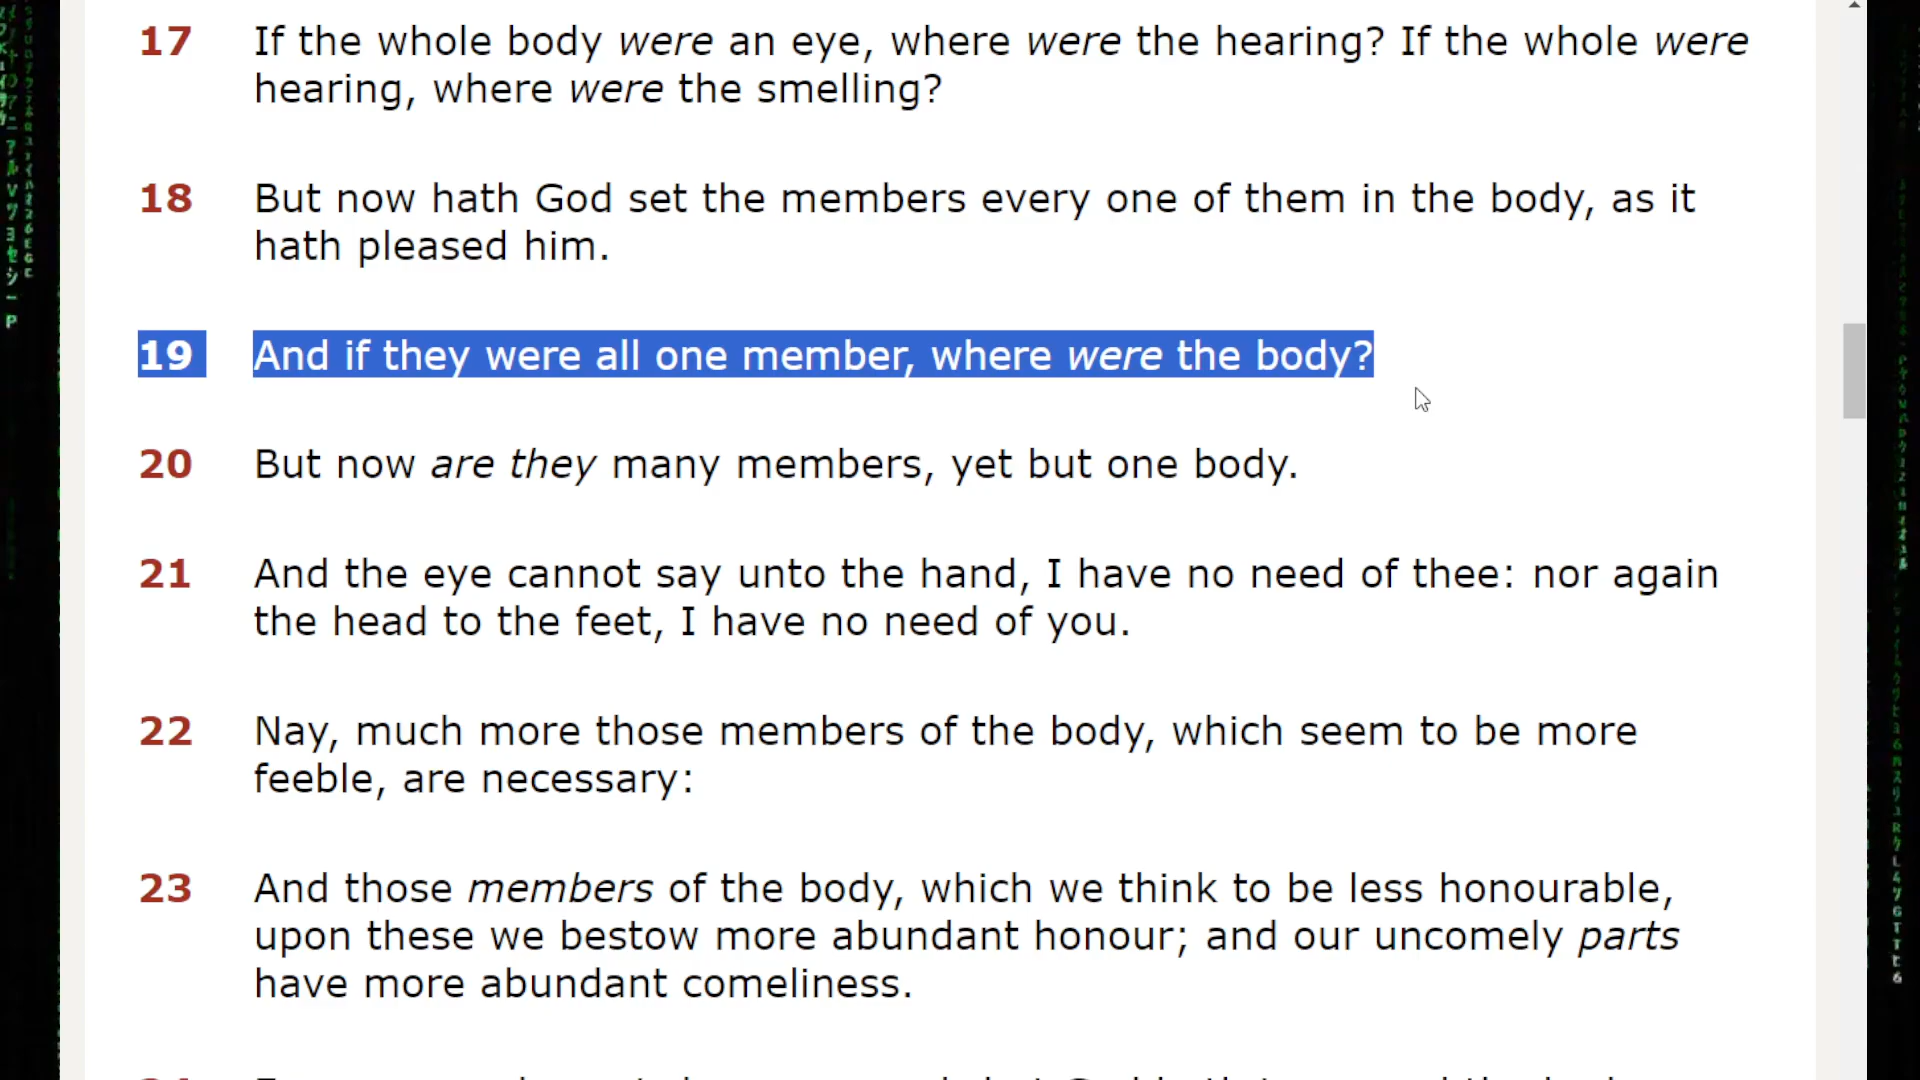 17 If the whole body were an eye, where were the hearing? If the whole were
hearing, where were the smelling?
18 But now hath God set the members every one of them in the body, as it
hath pleased him.
19 And if they were all one member, where were the body?
20 But now are they many members, yet but one body.
21 And the eye cannot say unto the hand, I have no need of thee: nor again
the head to the feet, I have no need of you.
22 Nay, much more those members of the body, which seem to be more
feeble, are necessary:
23 And those members of the body, which we think to be less honourable,
upon these we bestow more abundant honour; and our uncomely parts
have more abundant comeliness.